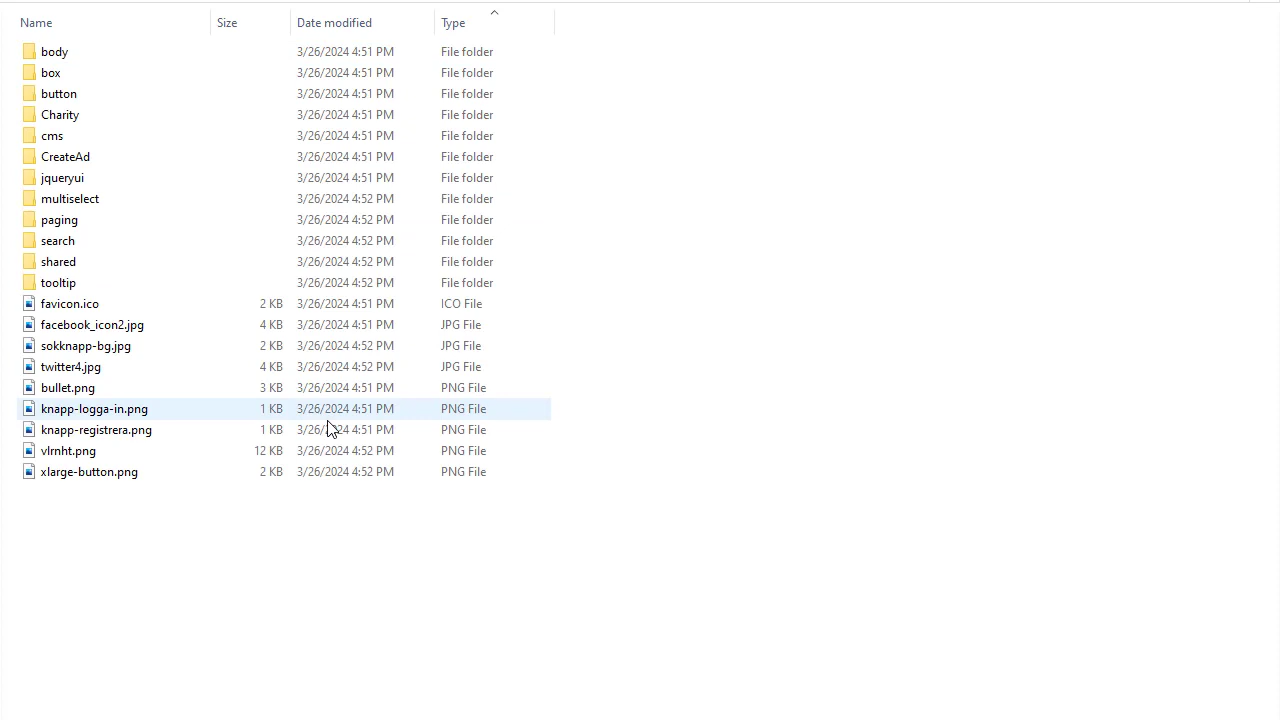 Name Size Date modified Type
body 3/26/2024 4:51 PM File folder
box 3/26/2024 4:51 PM File folder
button 3/26/2024 4:51 PM File folder
Charity 3/26/2024 4:51 PM File folder
cms 3/26/2024 4:51 PM File folder
CreateAd 3/26/2024 4:51 PM File folder
jqueryui 3/26/2024 4:51 PM File folder
multiselect 3/26/2024 4:52 PM File folder
paging 3/26/2024 4:52 PM File folder
search 3/26/2024 4:52 PM File folder
shared 3/26/2024 4:52 PM File folder
tooltip 3/26/2024 4:52 PM File folder
favicon.ico 2 KB 3/26/2024 4:51 PM ICO File
facebook_icon2.jpg 4 KB 3/26/2024 4:51 PM JPG File
sokknapp-bg.jpg 2 KB 3/26/2024 4:52 PM JPG File
twitter4.jpg 4 KB 3/26/2024 4:52 PM JPG File
bullet.png 3 KB 3/26/2024 4:51 PM PNG File
knapp-logga-in.png 1 KB 3/26/2024 4:51 PM PNG File
knapp-registrera.png 1 KB 3/26/2024 4:51 PM PNG File
vlrnht.png 12 KB 3/26/2024 4:52 PM PNG File
xlarge-button.png 2 KB 3/26/2024 4:52 PM PNG File